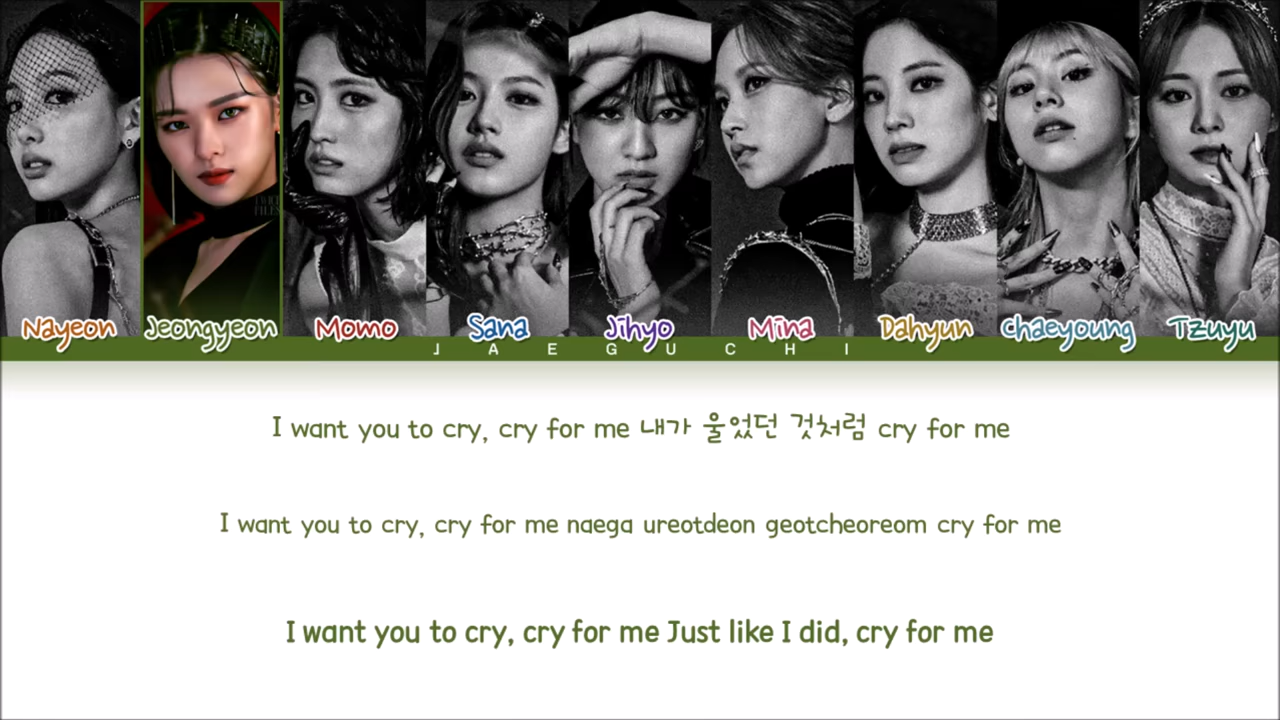 Nayeon Jeongyeon Momo Sana Jihyo Mina Dahyun Chaeyoung Tzuyu
JAEGUCHI
I want you to cry, cry for me 내가 울었던 것처럼 cry for me
I want you to cry, cry for me naega ureotdeon geotcheoreom cry for me
I want you to cry, cry for me Just like I did, cry for me